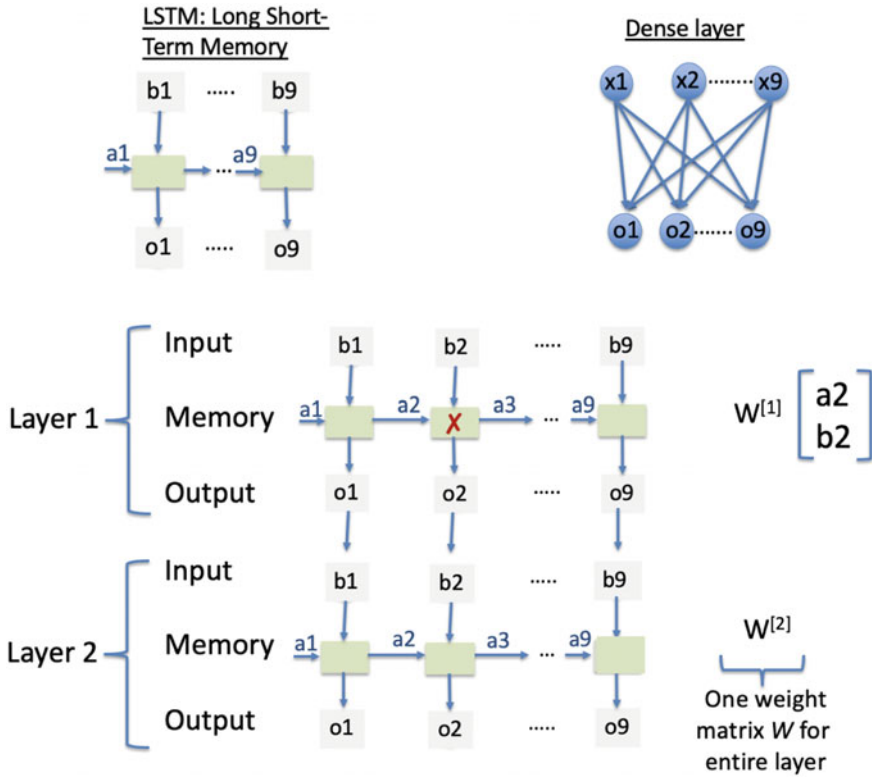 LSTM: Long Short-
Term Memory
b1 ..... b9
a1 ... a9
o1 ..... o9
Dense layer
x1 x2 ........ x9
o1 o2 ....... o9
Layer 1
Input b1 b2 ..... b9
Memory a1 a2 X a3 ... a9
Output o1 o2 ..... o9
W[1] a2
b2
Layer 2
Input b1 b2 ..... b9
Memory a1 a2 a3 ... a9
Output o1 o2 ..... o9
W[2]
One weight
matrix W for
entire layer